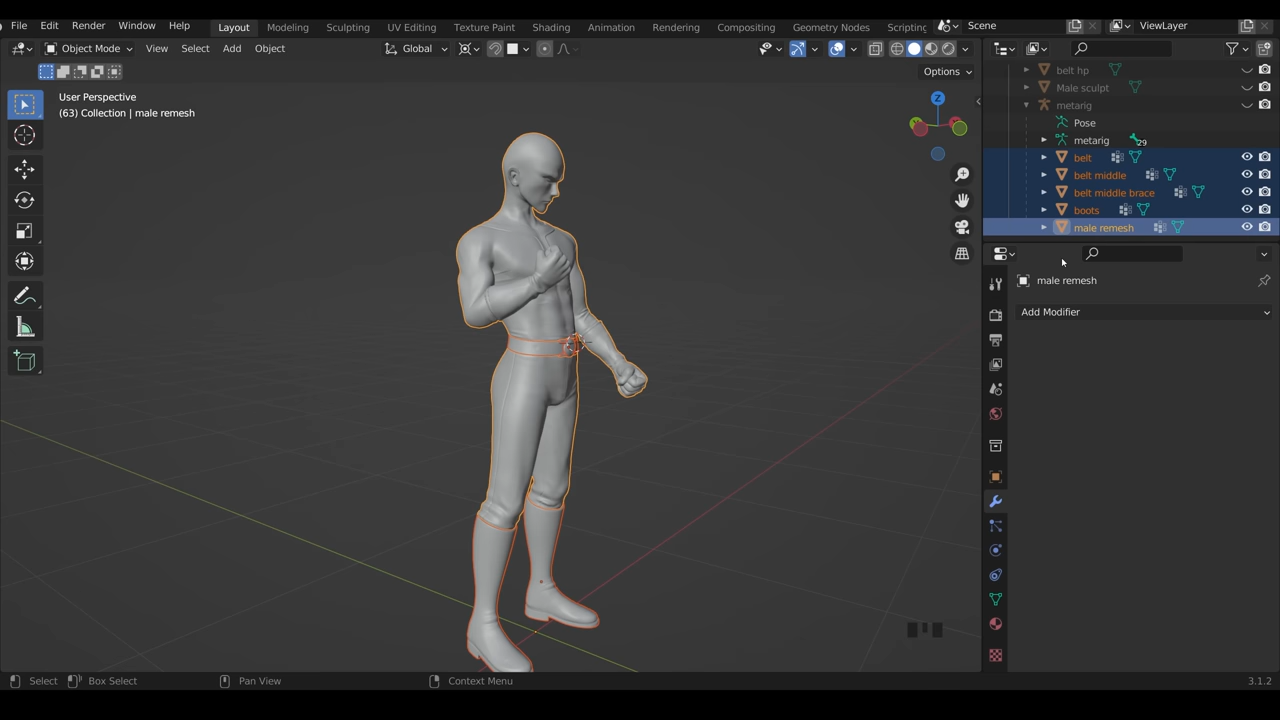 File Edit Render Window Help Layout Modeling Sculpting UV Editing Texture Paint Shading Animation Rendering Compositing Geometry Nodes Scripting Scene ViewLayer
Object Mode View Select Add Object Global
Options
User Perspective
(63) Collection | male remesh
Z
belt hp
Male sculpt
metarig
Pose
metarig 29
belt
belt middle
belt middle brace
boots
male remesh
male remesh
Add Modifier
Select Box Select Pan View Context Menu 3.1.2